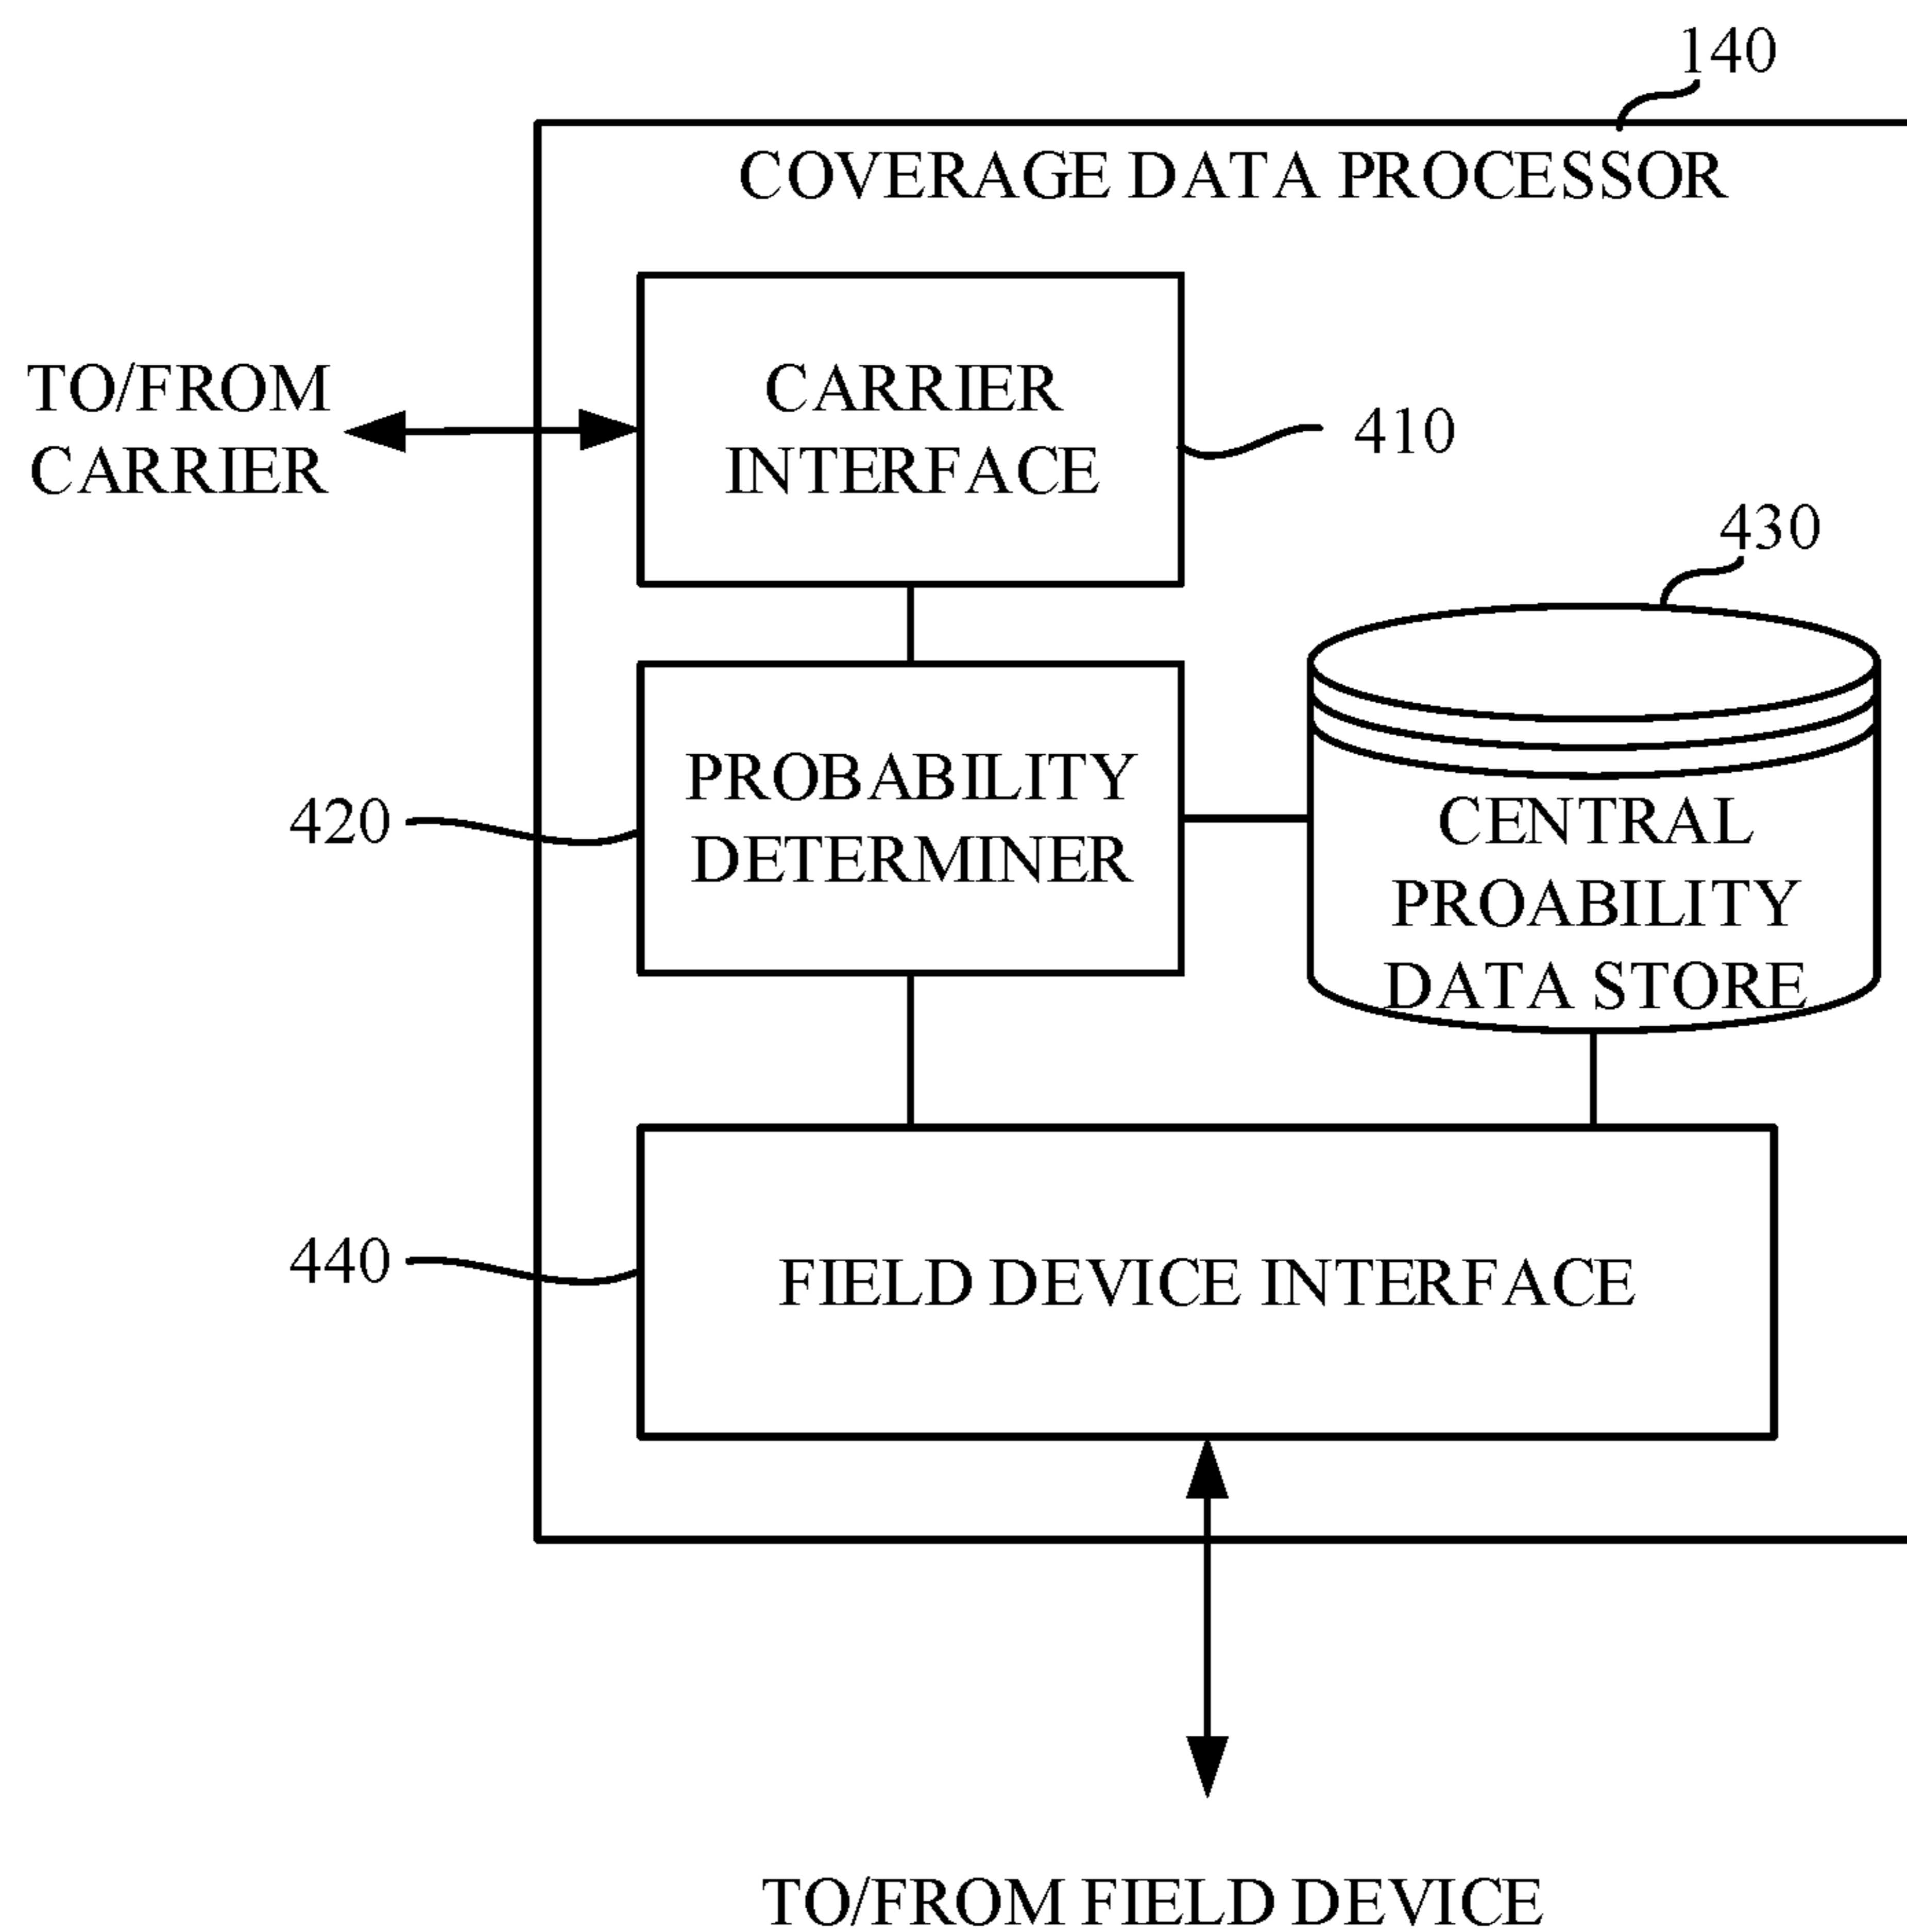 140
COVERAGE DATA PROCESSOR
TO/FROM
CARRIER
CARRIER
INTERFACE
410
430
420
PROBABILITY
DETERMINER
CENTRAL
PROABILITY
DATA STORE
440
FIELD DEVICE INTERFACE
TO/FROM FIELD DEVICE